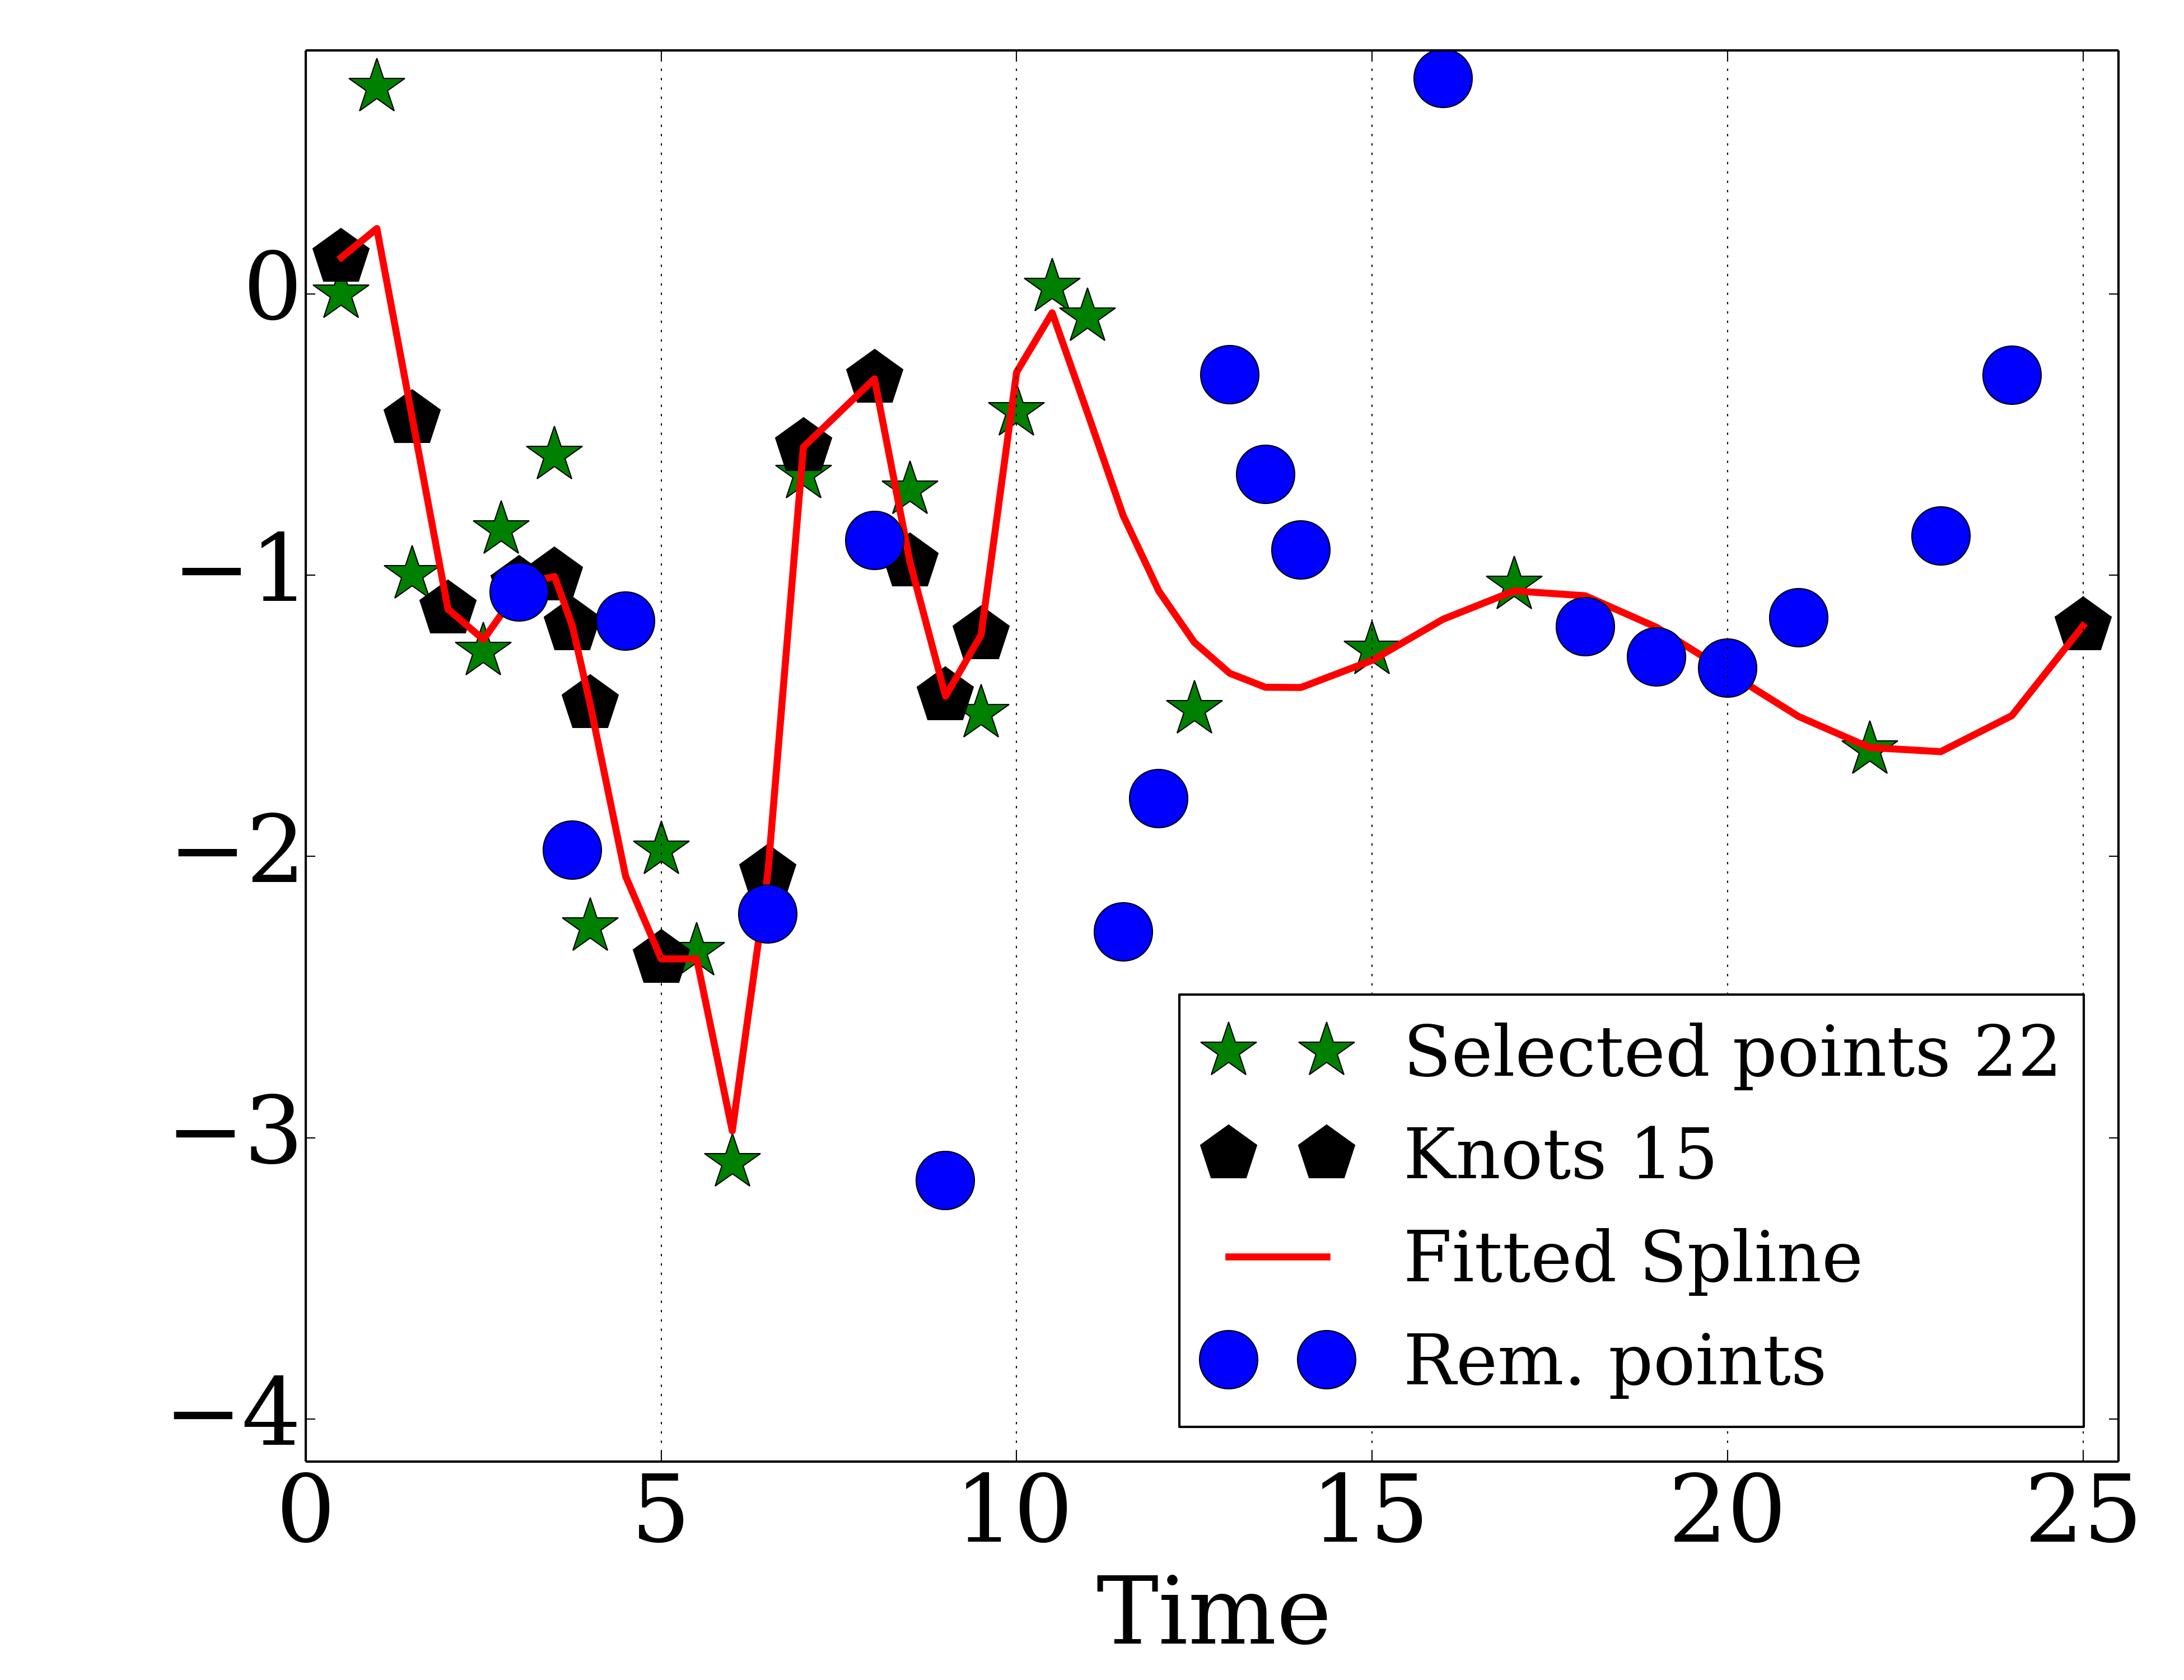 0
−1
−2
−3
−4
Selected points 22
Knots 15
Fitted Spline
Rem. points
0 5 10 15 20 25
Time